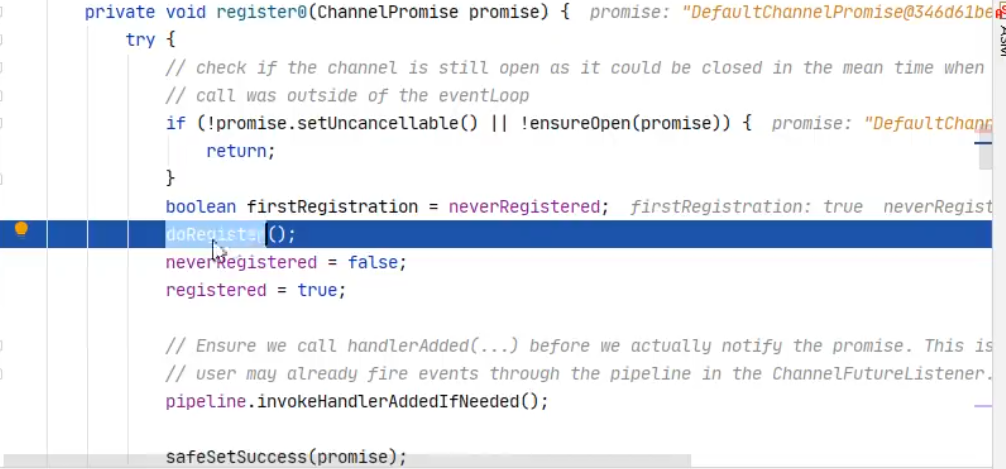 private void register0(ChannelPromise promise) {  promise: "DefaultChannelPromise@346d61be
try {
// check if the channel is still open as it could be closed in the mean time when
// call was outside of the eventLoop
if (!promise.setUncancellable() || !ensureOpen(promise)) {  promise: "DefaultChann
return;
}
boolean firstRegistration = neverRegistered;  firstRegistration: true  neverRegist
doRegister();
neverRegistered = false;
registered = true;
// Ensure we call handlerAdded(...) before we actually notify the promise. This is
// user may already fire events through the pipeline in the ChannelFutureListener.
pipeline.invokeHandlerAddedIfNeeded();
safeSetSuccess(promise);
ASM